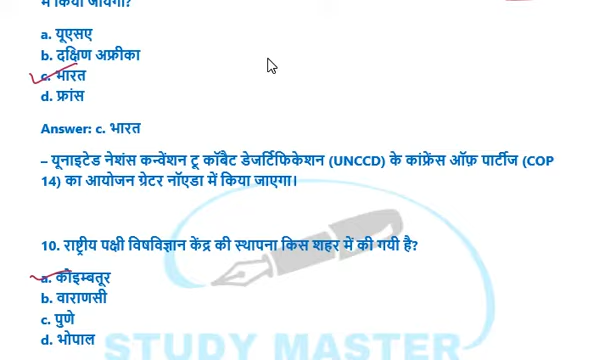 में किया जायेगा?
a. यूएसए
b. दक्षिण अफ्रीका
c. भारत
d. फ्रांस
Answer: c. भारत
– यूनाइटेड नेशंस कन्वेंशन टू कॉबैट डेजर्टिफिकेशन (UNCCD) के कांफ्रेंस ऑफ़ पार्टीज (COP
14) का आयोजन ग्रेटर नॉएडा में किया जाएगा।
10. राष्ट्रीय पक्षी विषविज्ञान केंद्र की स्थापना किस शहर में की गयी है?
a. कोइम्बतूर
b. वाराणसी
c. पुणे
d. भोपाल
STUDY MASTER